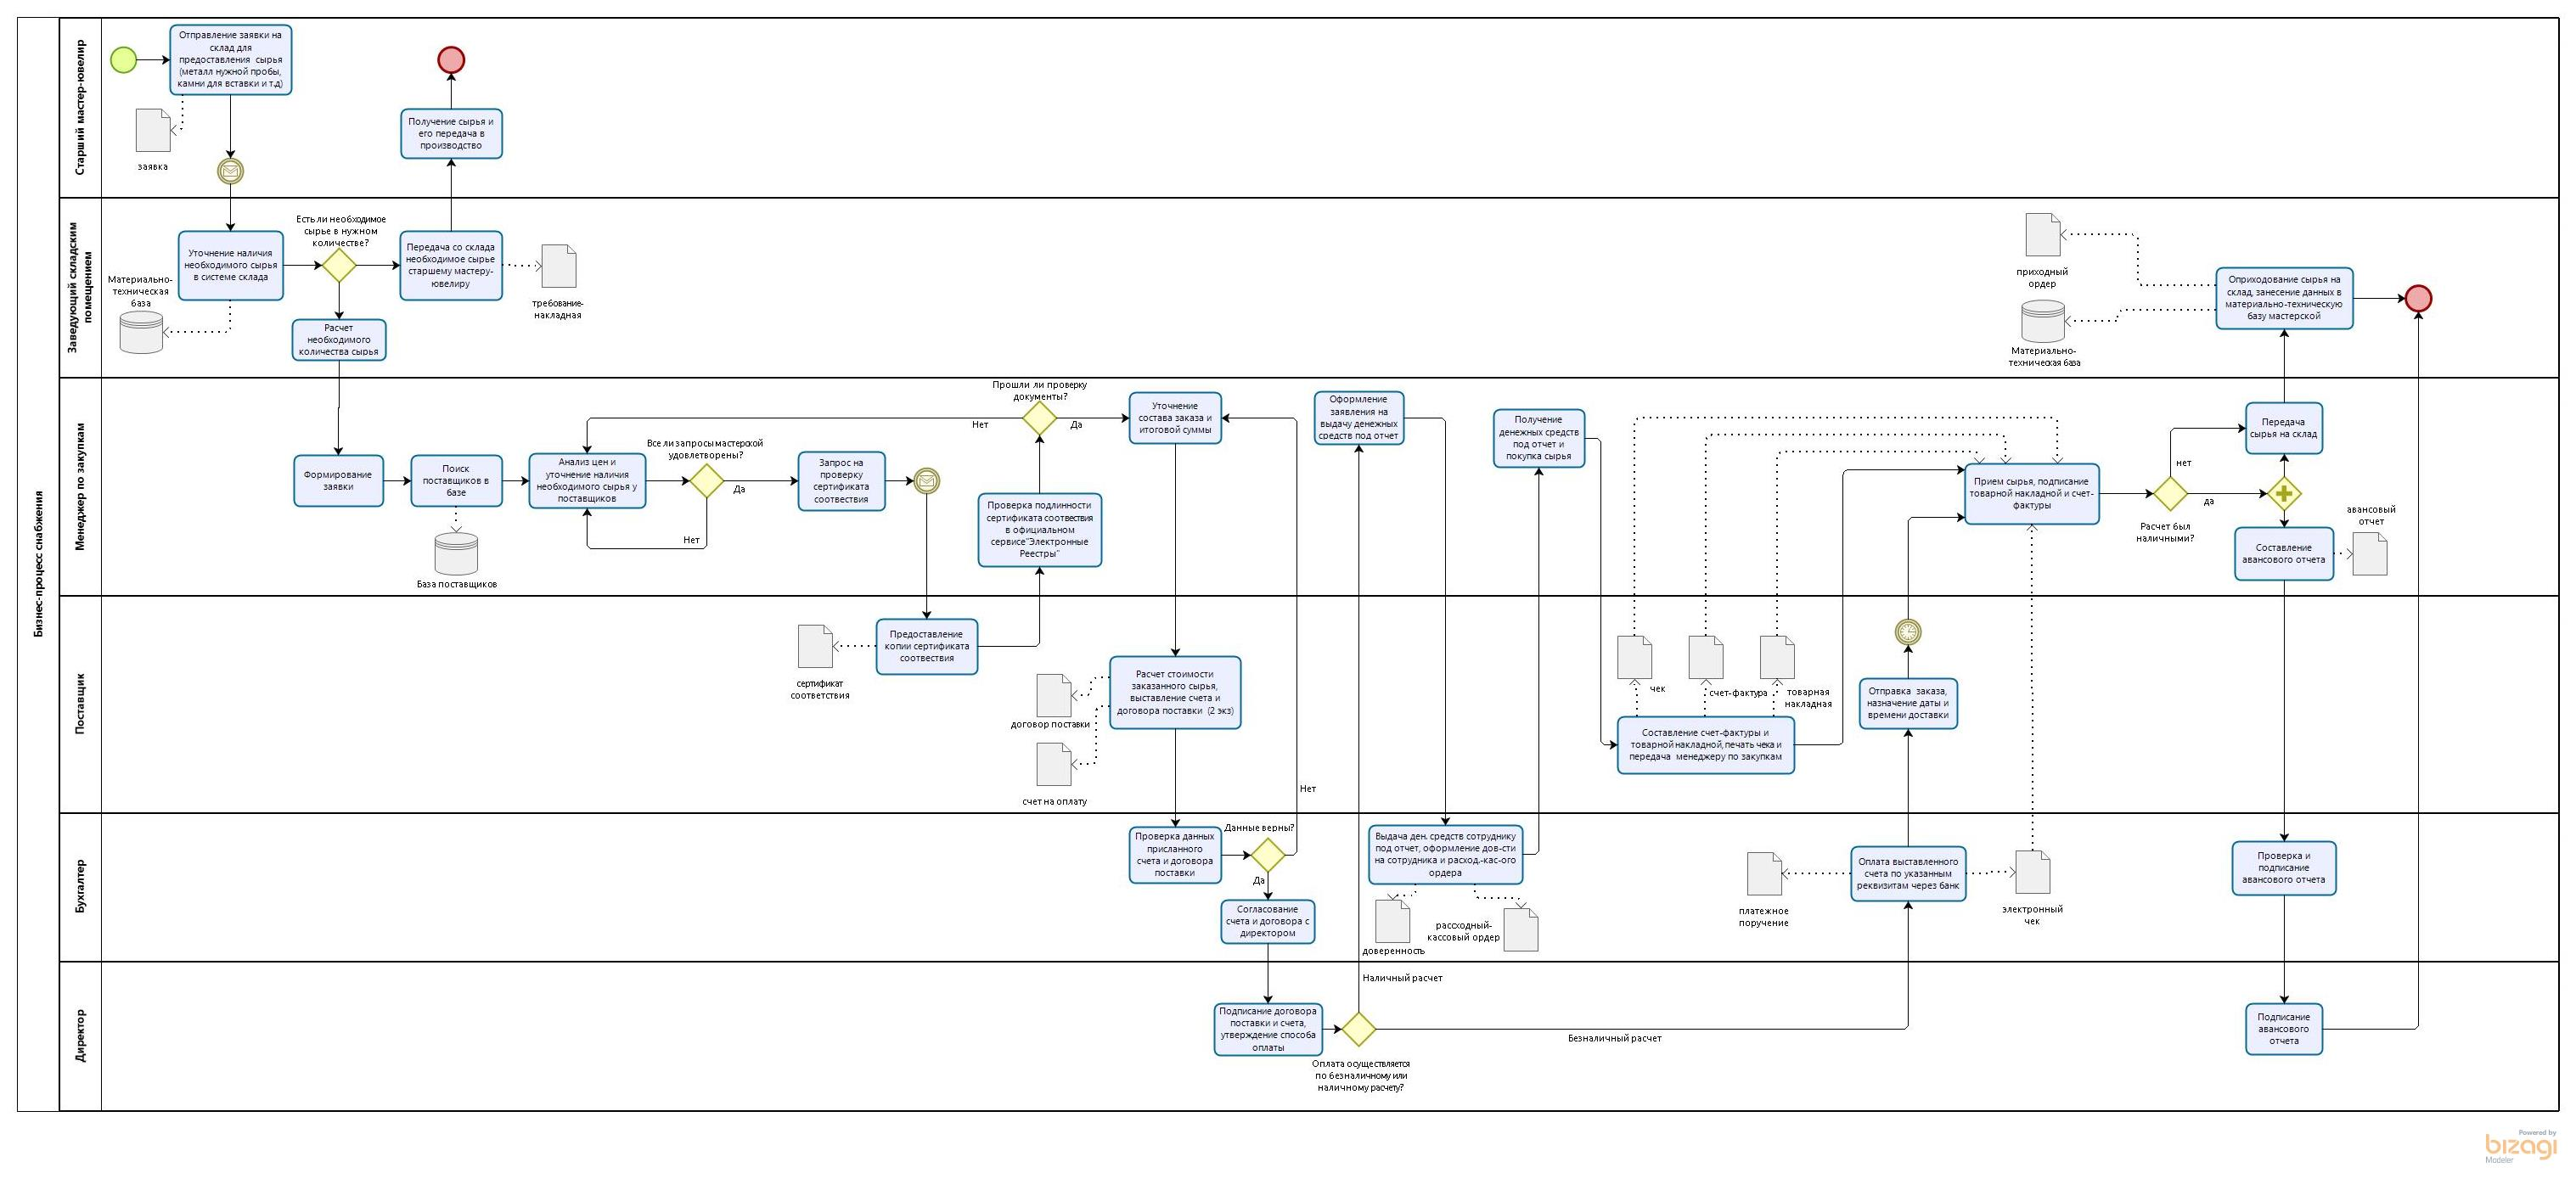 Бизнес-процесс снабжения
Старший мастер-ювелир
Отправление заявки на
склад для
предоставления сырья
(металл нужной пробы,
камни для вставки и т.д)
заявка
Получение сырья и
его передача в
производство
Заведующий складским
помещением
Уточнение наличия
необходимого сырья
в системе склада
Материально-
техническая
база
Есть ли необходимое
сырье в нужном
количестве?
Передача со склада
необходимое сырье
старшему мастеру-
ювелиру
требование-
накладная
Расчет
необходимого
количества сырья
приходный
ордер
Материально-
техническая база
Оприходование сырья на
склад, занесение данных в
материально-техническую
базу мастерской
Менеджер по закупкам
Формирование
заявки
Поиск
поставщиков в
базе
База поставщиков
Анализ цен и
уточнение наличия
необходимого сырья у
поставщиков
Все ли запросы мастерской
удовлетворены?
Да
Нет
Запрос на
проверку
сертификата
соотвествия
Прошли ли проверку
документы?
Нет
Да
Проверка подлинности
сертификата соотвествия
в официальном
сервисе"Электронные
Реестры"
Уточнение
состава заказа и
итоговой суммы
Оформление
заявления на
выдачу денежных
средств под отчет
Получение
денежных средств
под отчет и
покупка сырья
Прием сырья, подписание
товарной накладной и счет-
фактуры
Расчет был
наличными?
нет
да
Передача
сырья на склад
Составление
авансового отчета
авансовый
отчет
Поставщик
сертификат
соответствия
Предоставление
копии сертификата
соотвествия
договор поставки
счет на оплату
Расчет стоимости
заказанного сырья,
выставление счета и
договора поставки (2 экз)
Нет
чек
счет-фактура
товарная
накладная
Составление счет-фактуры и
товарной накладной, печать чека и
передача менеджеру по закупкам
Отправка заказа,
назначение даты и
времени доставки
Бухгалтер
Проверка данных
присланного
счета и договора
поставки
Данные верны?
Да
Согласование
счета и договора с
директором
Выдача ден. средств сотруднику
под отчет, оформление дов-сти
на сотрудника и расход.-кас-ого
ордера
доверенность
рассходный-
кассовый ордер
платежное
поручение
Оплата выставленного
счета по указанным
реквизитам через банк
электронный
чек
Проверка и
подписание
авансового отчета
Директор
Подписание договора
поставки и счета,
утверждение способа
оплаты
Наличный расчет
Оплата осуществляется
по безналичному или
наличному расчету?
Безналичный расчет
Подписание
авансового
отчета
Powered by
bizagi
Modeler